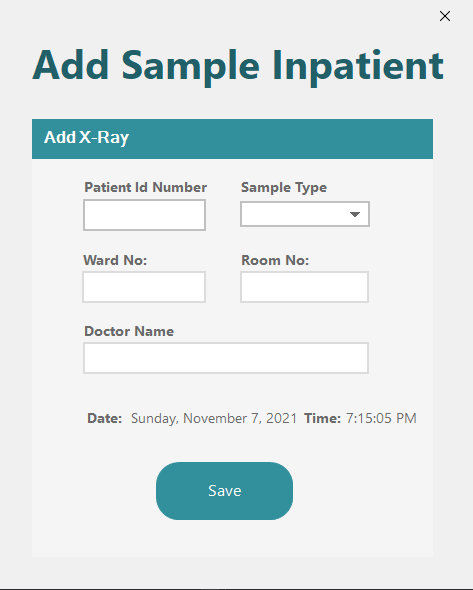 Add Sample Inpatient
Add X-Ray
Patient Id Number Sample Type
Ward No: Room No:
Doctor Name
Date: Sunday, November 7, 2021 Time: 7:15:05 PM
Save